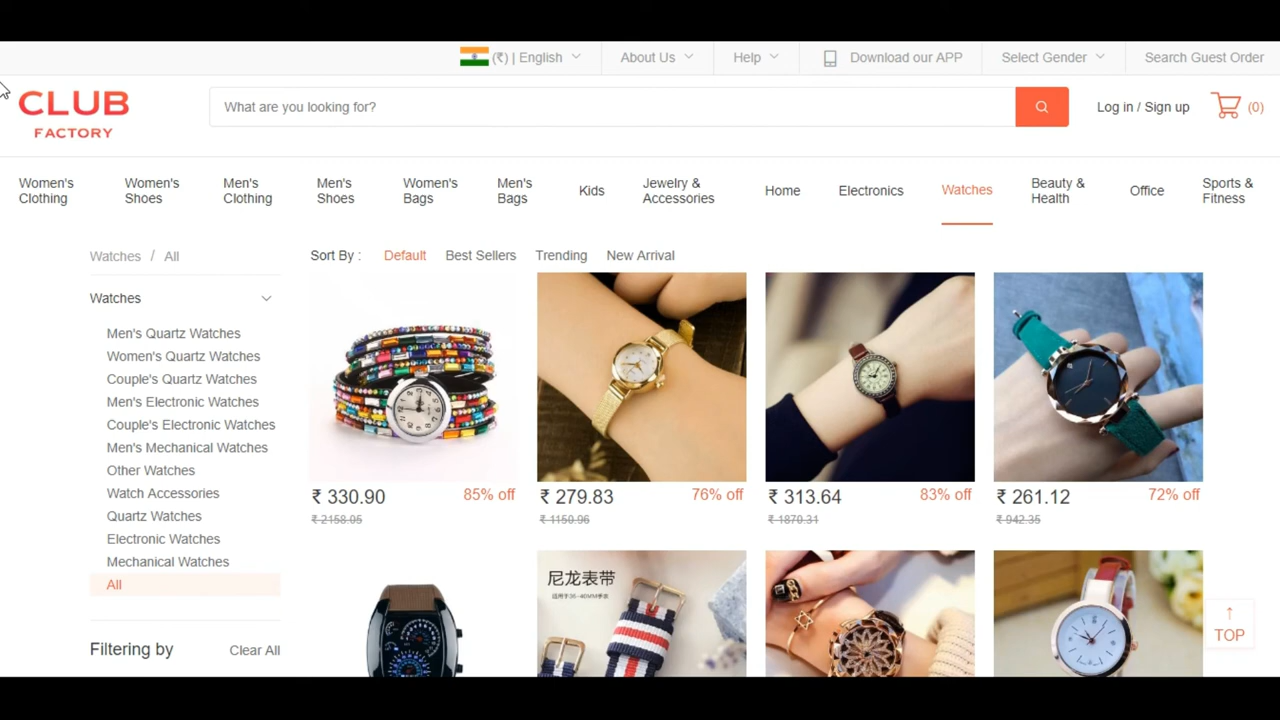 (₹) | English
About Us
Help
Download our APP
Select Gender
Search Guest Order
CLUB
FACTORY
What are you looking for?
Log in / Sign up
(0)
Women's
Clothing
Women's
Shoes
Men's
Clothing
Men's
Shoes
Women's
Bags
Men's
Bags
Kids
Jewelry &
Accessories
Home
Electronics
Watches
Beauty &
Health
Office
Sports &
Fitness
Watches / All
Sort By :
Default
Best Sellers
Trending
New Arrival
Watches
Men's Quartz Watches
Women's Quartz Watches
Couple's Quartz Watches
Men's Electronic Watches
Couple's Electronic Watches
Men's Mechanical Watches
Other Watches
Watch Accessories
Quartz Watches
Electronic Watches
Mechanical Watches
All
Filtering by
Clear All
₹ 330.90
85% off
₹ 2158.05
₹ 279.83
76% off
₹ 1150.96
₹ 313.64
83% off
₹ 1870.31
₹ 261.12
72% off
₹ 942.35
尼龙表带
↑
TOP